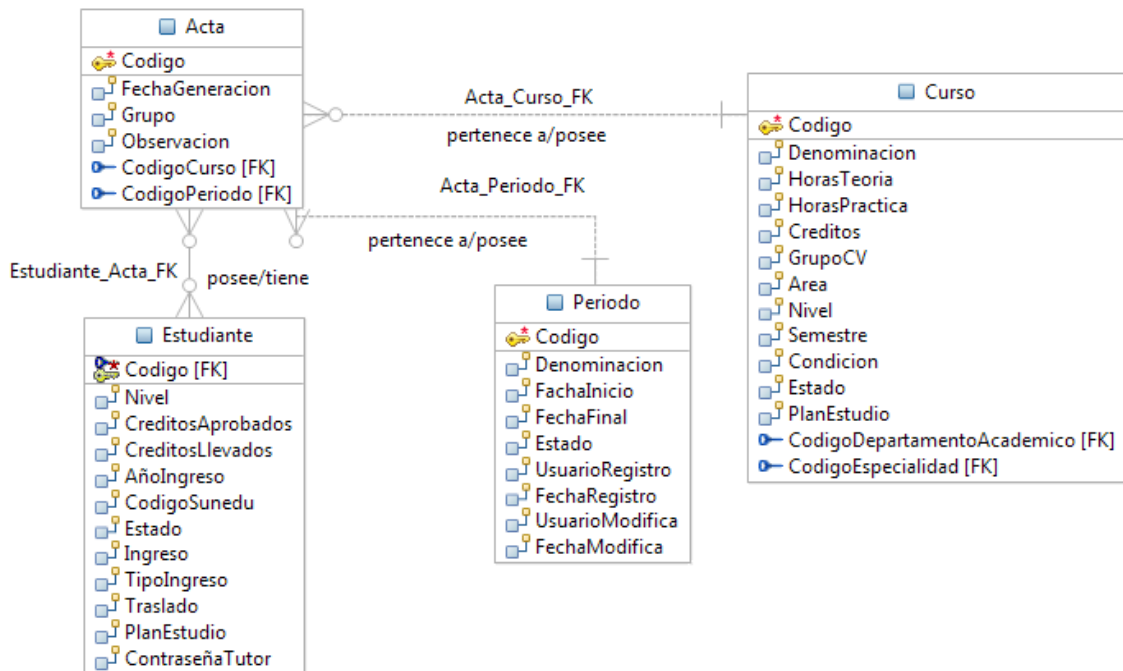 Acta
Codigo
FechaGeneracion
Grupo
Observacion
CodigoCurso [FK]
CodigoPeriodo [FK]
Acta_Curso_FK
pertenece a/posee
Acta_Periodo_FK
pertenece a/posee
Curso
Codigo
Denominacion
HorasTeoria
HorasPractica
Creditos
GrupoCV
Area
Nivel
Semestre
Condicion
Estado
PlanEstudio
CodigoDepartamentoAcademico [FK]
CodigoEspecialidad [FK]
Estudiante_Acta_FK
posee/tiene
Estudiante
Codigo [FK]
Nivel
CreditosAprobados
CreditosLlevados
AñoIngreso
CodigoSunedu
Estado
Ingreso
TipoIngreso
Traslado
PlanEstudio
ContraseñaTutor
Periodo
Codigo
Denominacion
FachaInicio
FechaFinal
Estado
UsuarioRegistro
FechaRegistro
UsuarioModifica
FechaModifica